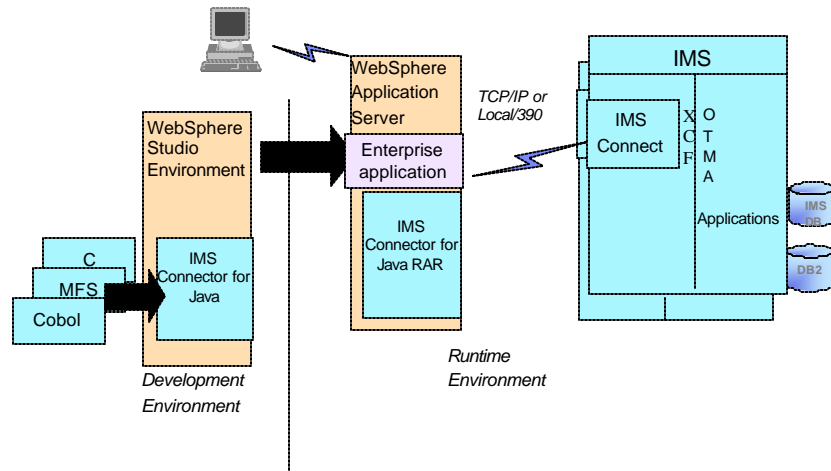 WebSphere
Studio
Environment
C
MFS
Cobol
IMS
Connector for
Java
Development
Environment
WebSphere
Application
Server
Enterprise
application
IMS
Connector for
Java RAR
Runtime
Environment
TCP/IP or
Local/390
IMS
IMS
Connect
X
C
F
O
T
M
A
Applications
IMS
DB
DB2